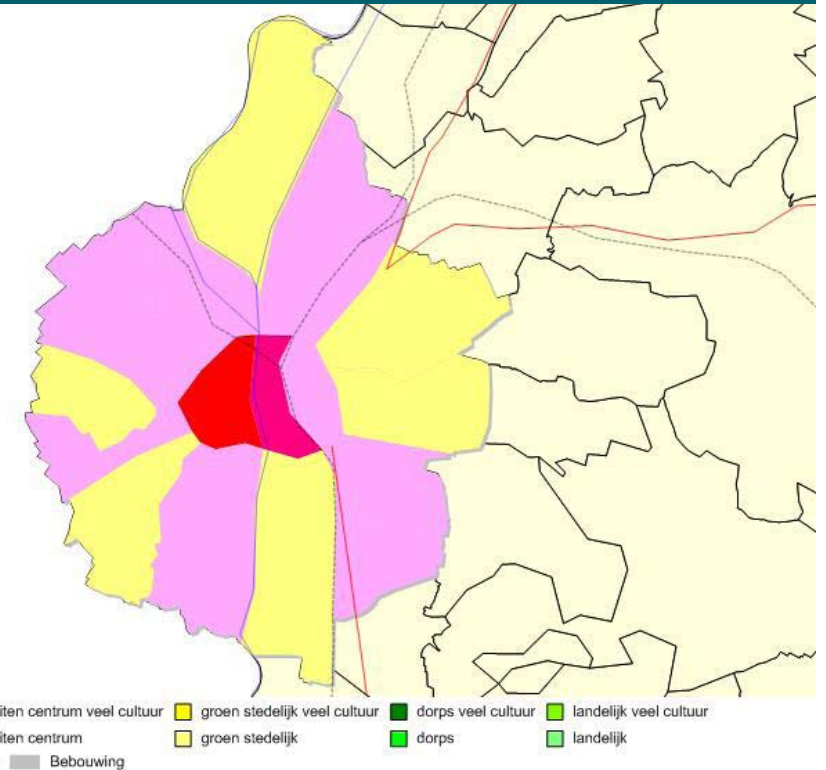 iten centrum veel cultuur groen stedelijk veel cultuur dorps veel cultuur landelijk veel cultuur
iten centrum groen stedelijk dorps landelijk
Bebouwing